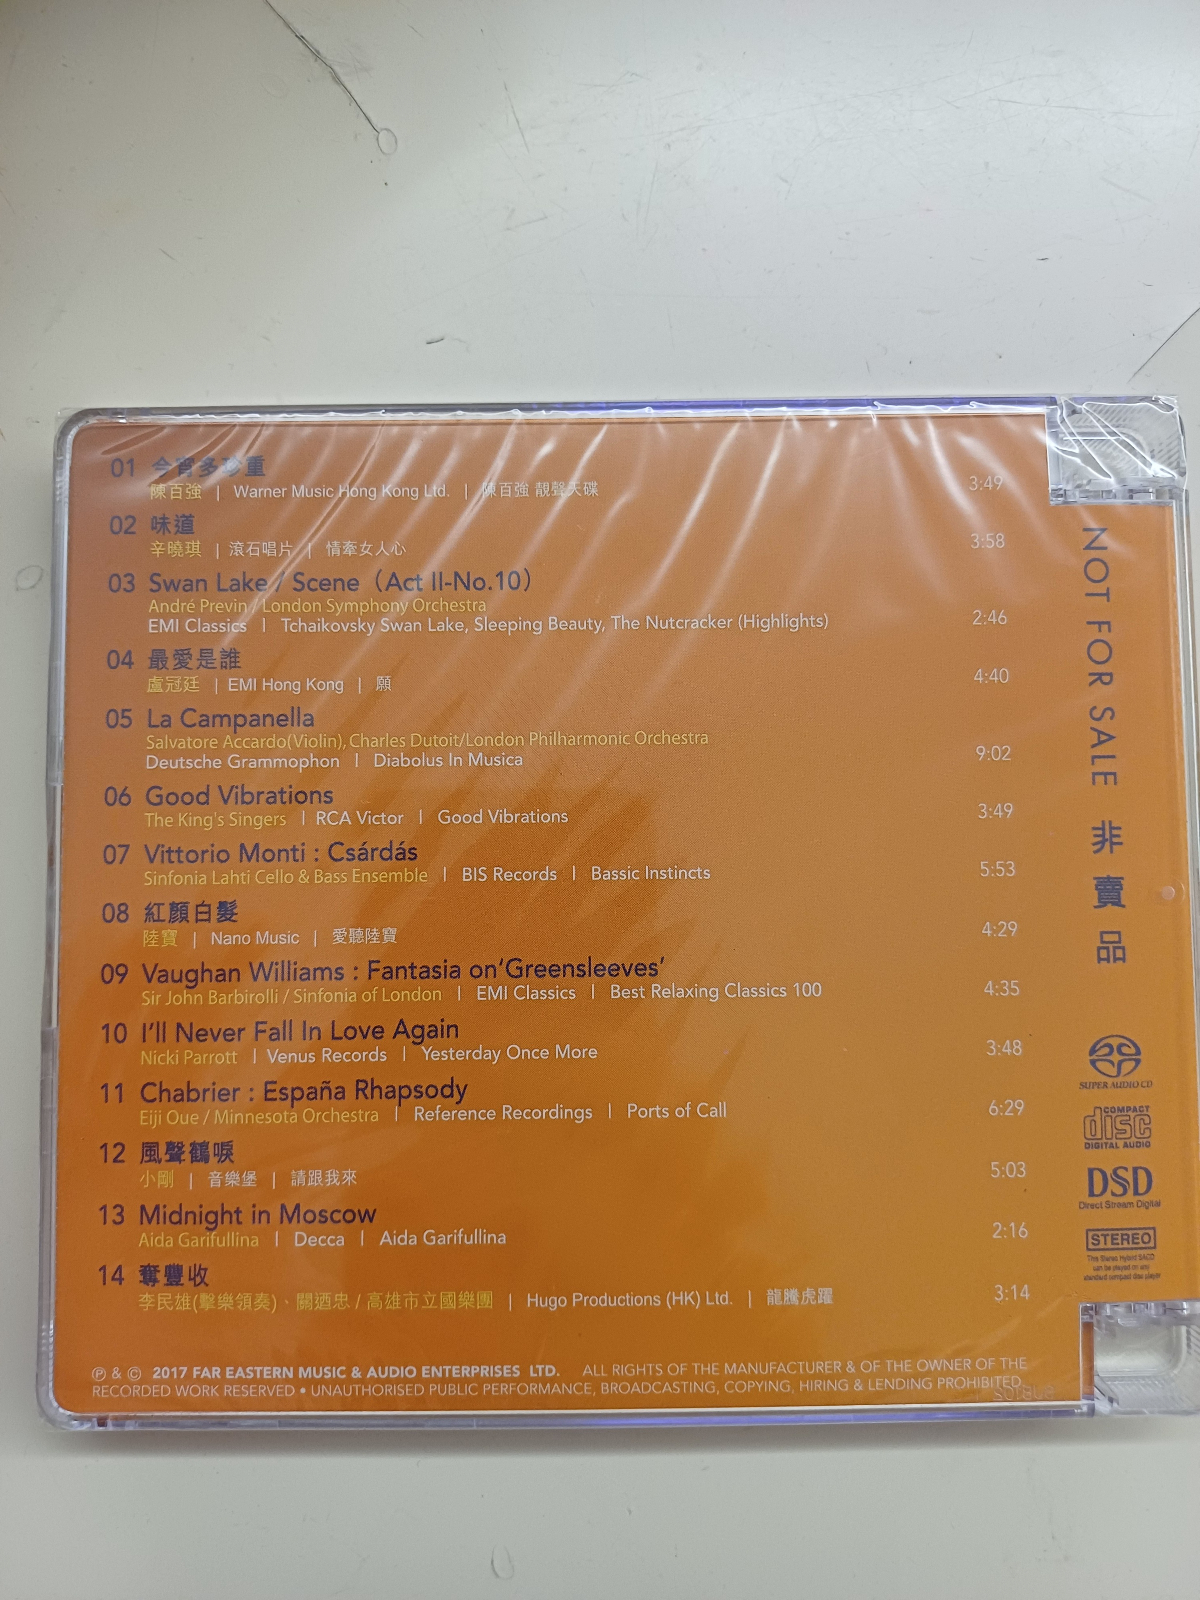 01 今宵多珍重
陳百強 | Warner Music Hong Kong Ltd. | 陳百強 靚聲天碟
3:49
02 味道
辛曉琪 | 滾石唱片 | 情牽女人心
3:58
03 Swan Lake / Scene（Act II-No.10）
André Previn / London Symphony Orchestra
EMI Classics | Tchaikovsky Swan Lake, Sleeping Beauty, The Nutcracker (Highlights)
2:46
04 最愛是誰
盧冠廷 | EMI Hong Kong | 願
4:40
05 La Campanella
Salvatore Accardo(Violin), Charles Dutoit/London Philharmonic Orchestra
Deutsche Grammophon | Diabolus In Musica
9:02
06 Good Vibrations
The King's Singers | RCA Victor | Good Vibrations
3:49
07 Vittorio Monti : Csárdás
Sinfonia Lahti Cello & Bass Ensemble | BIS Records | Bassic Instincts
5:53
08 紅顏白髮
陸寶 | Nano Music | 愛聽陸寶
4:29
09 Vaughan Williams : Fantasia on‘Greensleeves’
Sir John Barbirolli / Sinfonia of London | EMI Classics | Best Relaxing Classics 100
4:35
10 I’ll Never Fall In Love Again
Nicki Parrott | Venus Records | Yesterday Once More
3:48
11 Chabrier : España Rhapsody
Eiji Oue / Minnesota Orchestra | Reference Recordings | Ports of Call
6:29
12 風聲鶴唳
小剛 | 音樂堡 | 請跟我來
5:03
13 Midnight in Moscow
Aida Garifullina | Decca | Aida Garifullina
2:16
14 奪豐收
李民雄(擊樂領奏)、關迺忠 / 高雄市立國樂團 | Hugo Productions (HK) Ltd. | 龍騰虎躍
3:14
℗ & © 2017 FAR EASTERN MUSIC & AUDIO ENTERPRISES LTD. ALL RIGHTS OF THE MANUFACTURER & OF THE OWNER OF THE
RECORDED WORK RESERVED • UNAUTHORISED PUBLIC PERFORMANCE, BROADCASTING, COPYING, HIRING & LENDING PROHIBITED.
NOT FOR SALE 非賣品
SUPER AUDIO CD
COMPACT
disc
DIGITAL AUDIO
DSD
Direct Stream Digital
STEREO
This Stereo hybrid SACD
can be played on any
standard compact disc player